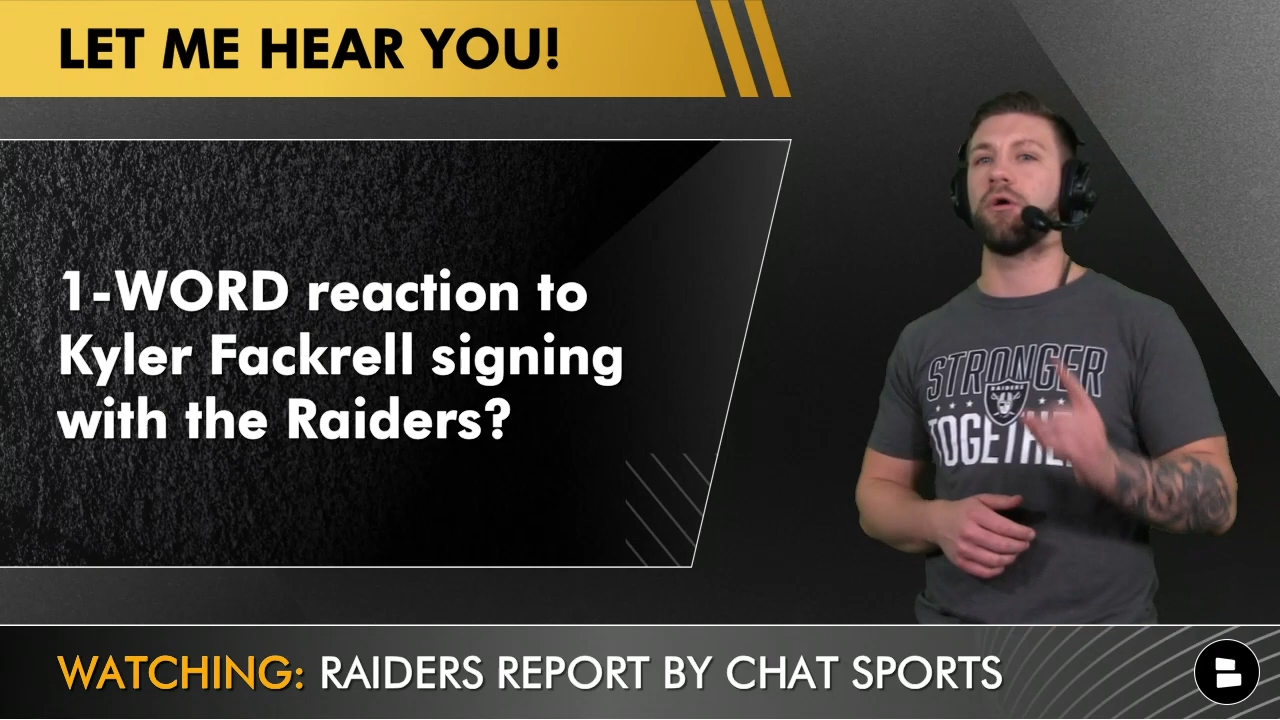 LET ME HEAR YOU!
1-WORD reaction to
Kyler Fackrell signing
with the Raiders?
STRONGER
RAIDERS
TOGETHE
WATCHING: RAIDERS REPORT BY CHAT SPORTS